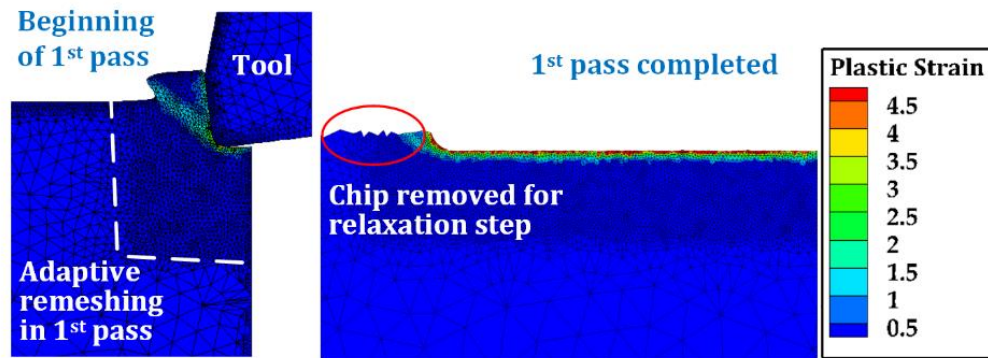 Beginning
of 1st pass
Tool
Adaptive
remeshing
in 1st pass
1st pass completed
Chip removed for
relaxation step
Plastic Strain
4.5
4
3.5
3
2.5
2
1.5
1
0.5